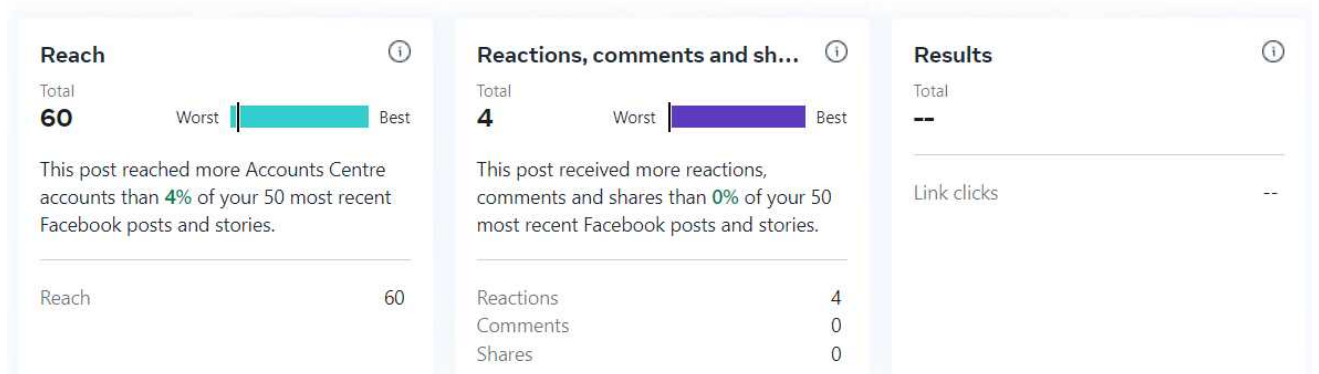 Reach
Total
60
Worst
Best
This post reached more Accounts Centre
accounts than 4% of your 50 most recent
Facebook posts and stories.
Reach 60
Reactions, comments and sh...
Total
4
Worst
Best
This post received more reactions,
comments and shares than 0% of your 50
most recent Facebook posts and stories.
Reactions 4
Comments 0
Shares 0
Results
Total
--
Link clicks --